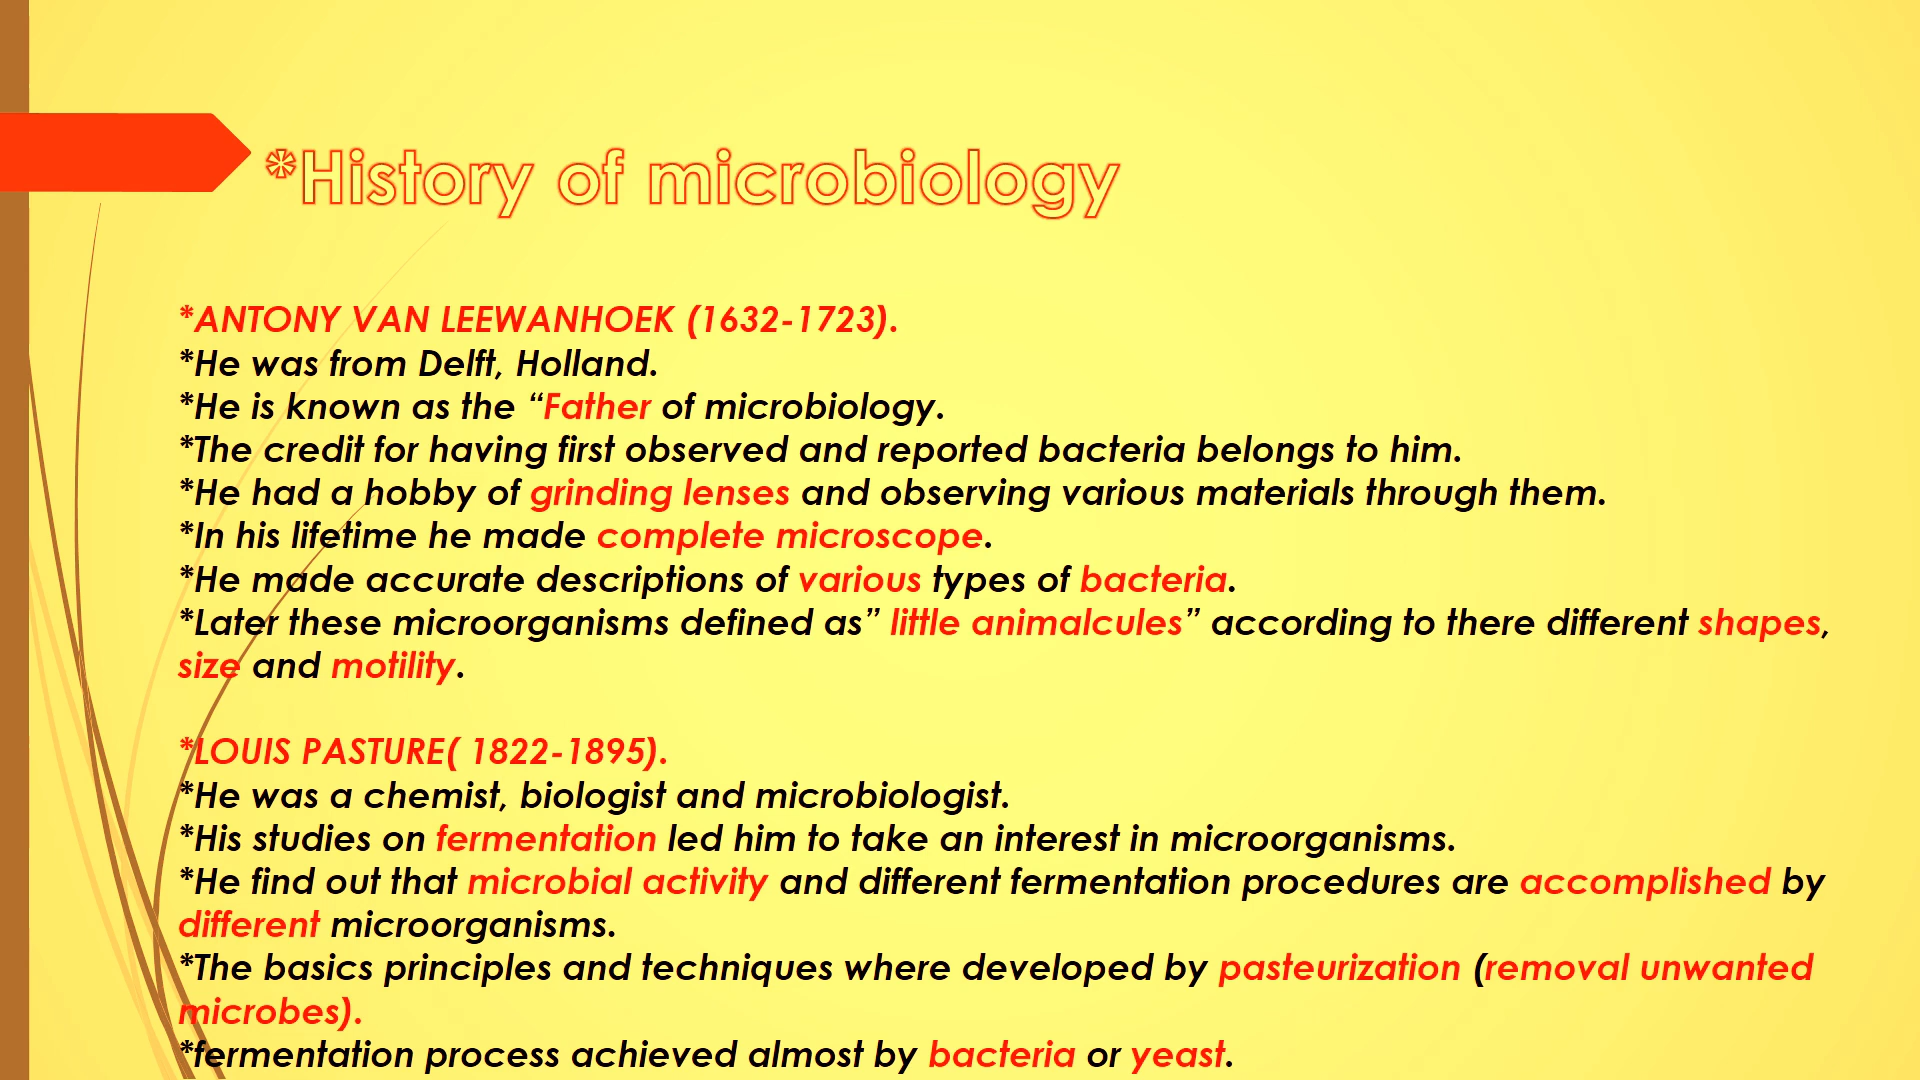 *History of microbiology
*ANTONY VAN LEEWANHOEK (1632-1723).
*He was from Delft, Holland.
*He is known as the “Father of microbiology.
*The credit for having first observed and reported bacteria belongs to him.
*He had a hobby of grinding lenses and observing various materials through them.
*In his lifetime he made complete microscope.
*He made accurate descriptions of various types of bacteria.
*Later these microorganisms defined as” little animalcules” according to there different shapes,
size and motility.
*LOUIS PASTURE( 1822-1895).
*He was a chemist, biologist and microbiologist.
*His studies on fermentation led him to take an interest in microorganisms.
*He find out that microbial activity and different fermentation procedures are accomplished by
different microorganisms.
*The basics principles and techniques where developed by pasteurization (removal unwanted
microbes).
*fermentation process achieved almost by bacteria or yeast.